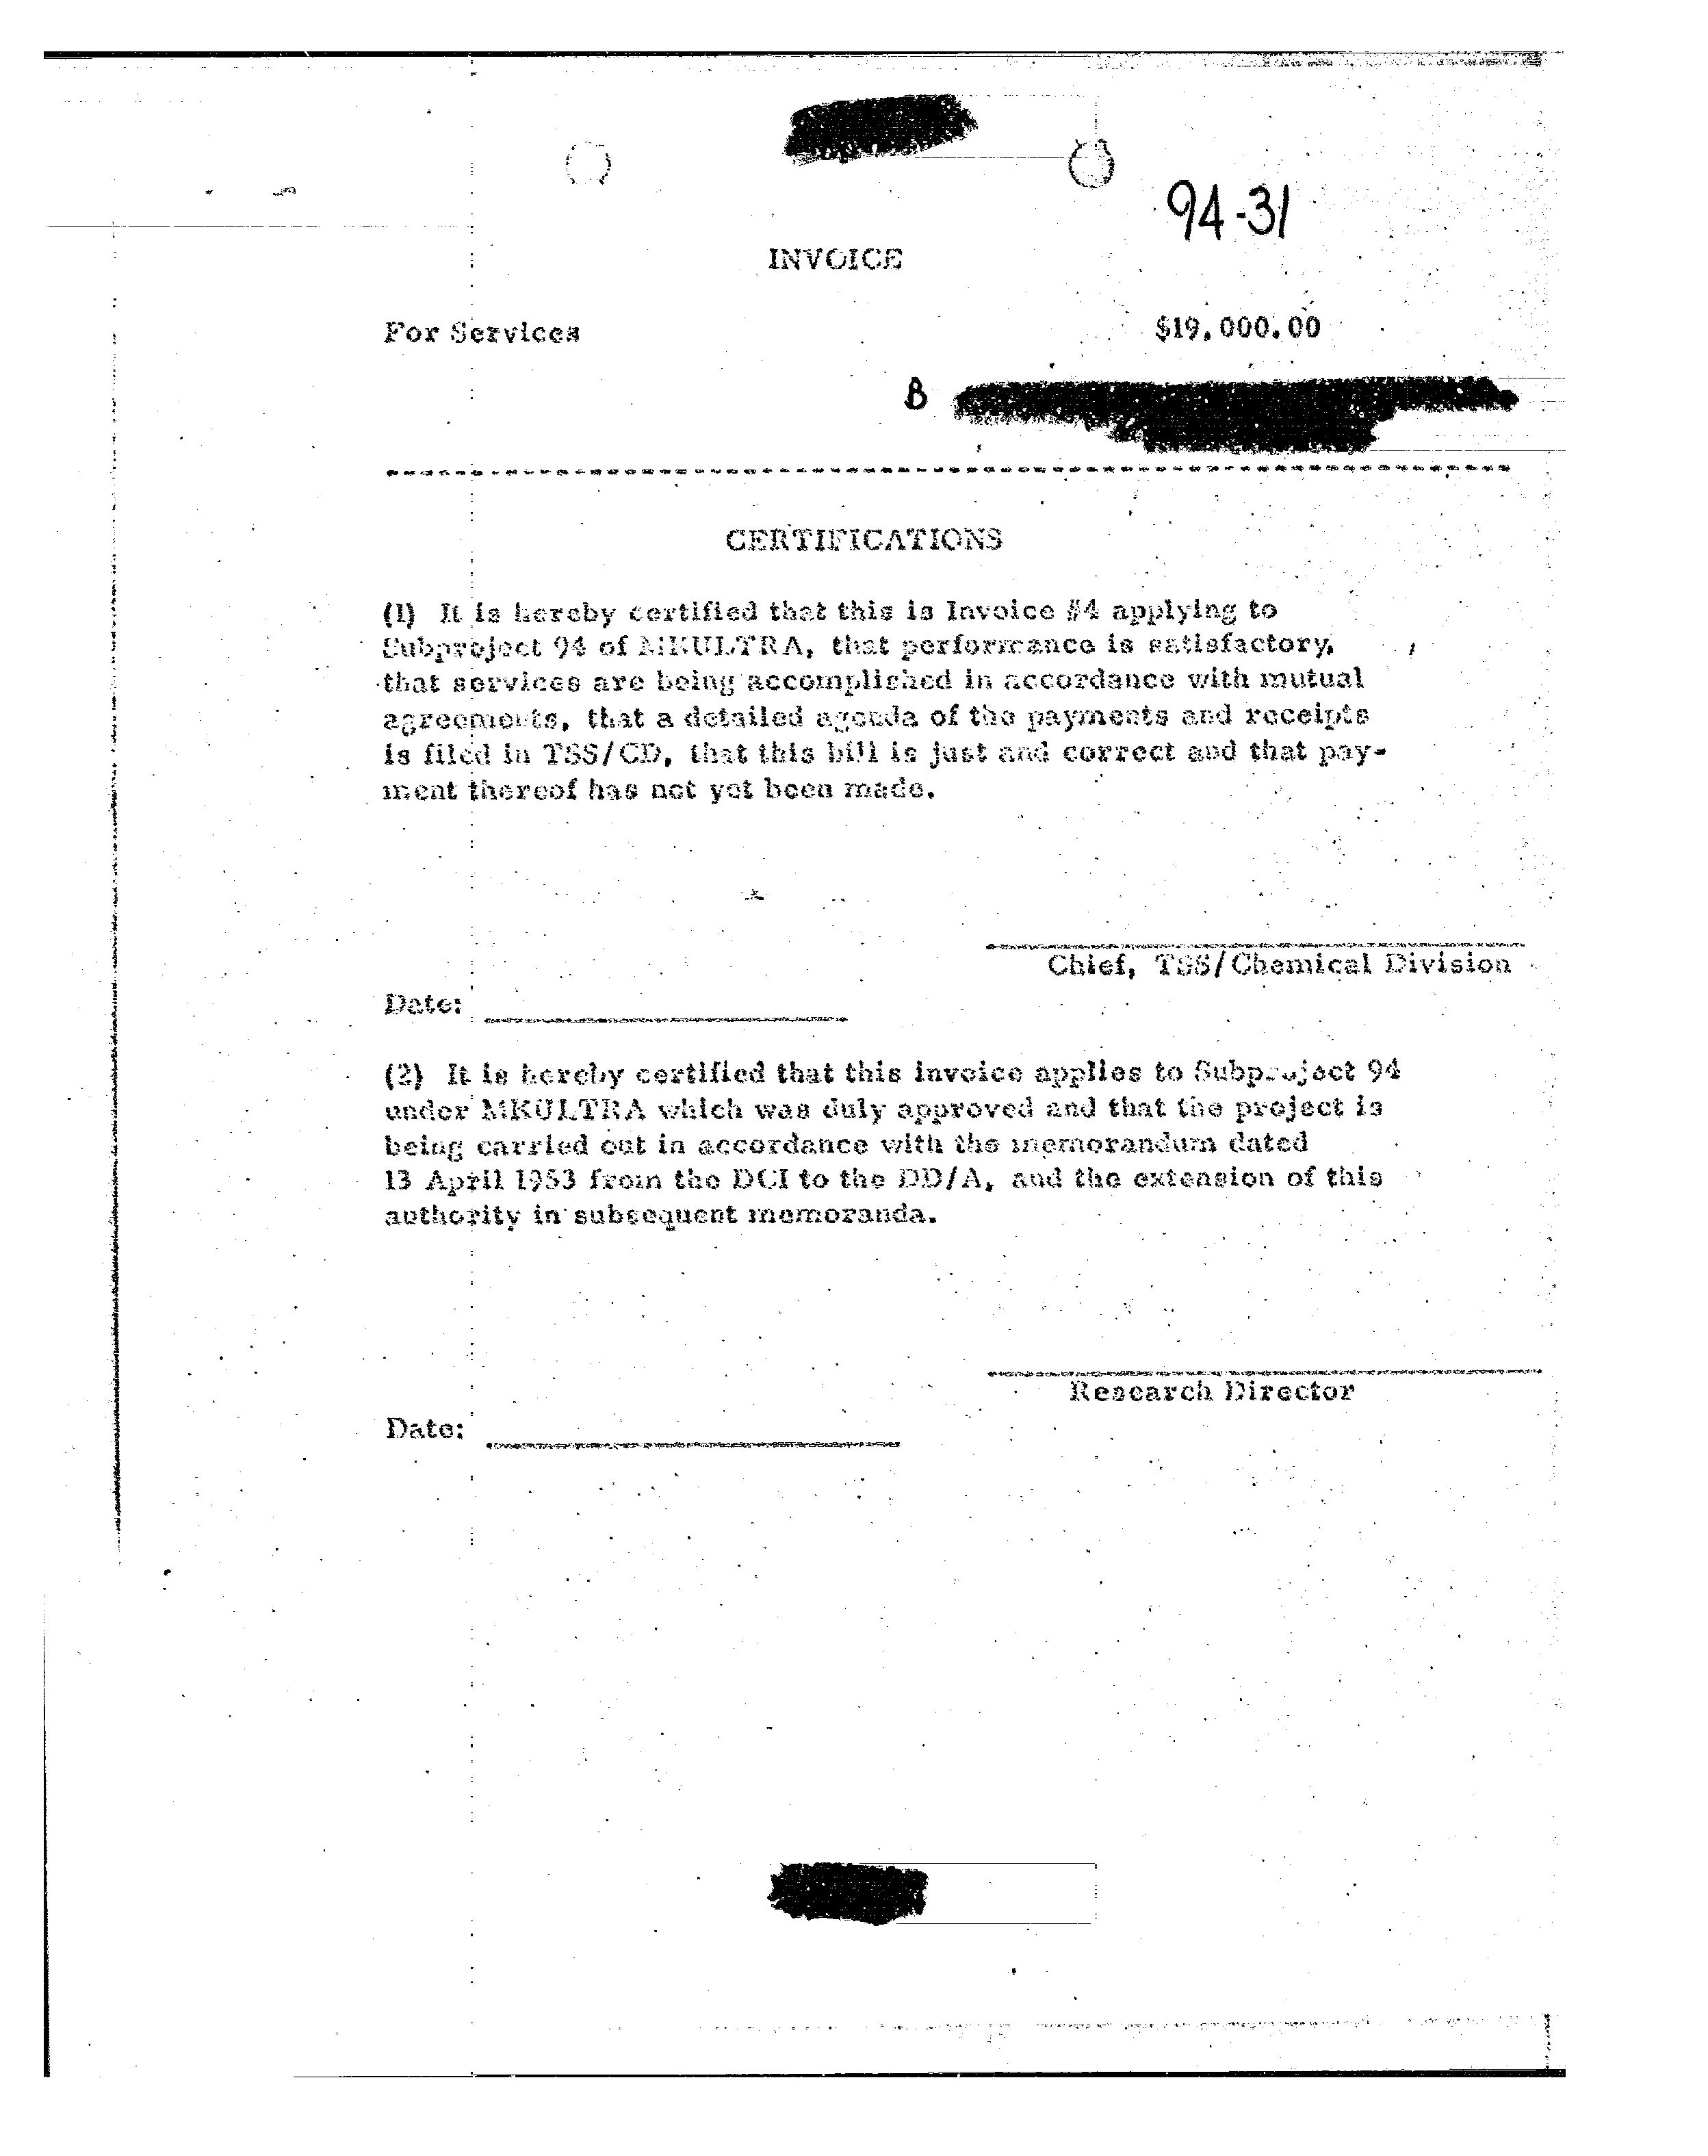 94-31
INVOICE
For Services $19,000.00
B
CERTIFICATIONS
(1) It is hereby certified that this is Invoice #4 applying to
Subproject 94 of MKULTRA, that performance is satisfactory,
that services are being accomplished in accordance with mutual
agreements, that a detailed agenda of the payments and receipts
is filed in TSS/CD, that this bill is just and correct and that pay-
ment thereof has not yet been made.
Chief, TSS/Chemical Division
Date:
(2) It is hereby certified that this invoice applies to Subproject 94
under MKULTRA which was duly approved and that the project is
being carried out in accordance with the memorandum dated
13 April 1953 from the DCI to the DD/A, and the extension of this
authority in subsequent memoranda.
Research Director
Date: